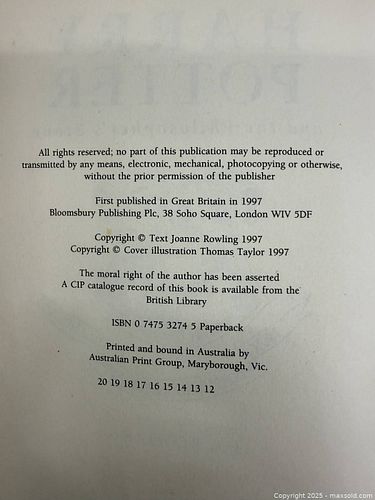 All rights reserved; no part of this publication may be reproduced or
transmitted by any means, electronic, mechanical, photocopying or otherwise,
without the prior permission of the publisher
First published in Great Britain in 1997
Bloomsbury Publishing Plc, 38 Soho Square, London WIV 5DF
Copyright © Text Joanne Rowling 1997
Copyright © Cover illustration Thomas Taylor 1997
The moral right of the author has been asserted
A CIP catalogue record of this book is available from the
British Library
ISBN 0 7475 3274 5 Paperback
Printed and bound in Australia by
Australian Print Group, Maryborough, Vic.
20 19 18 17 16 15 14 13 12
Copyright 2025 - maxsold.com